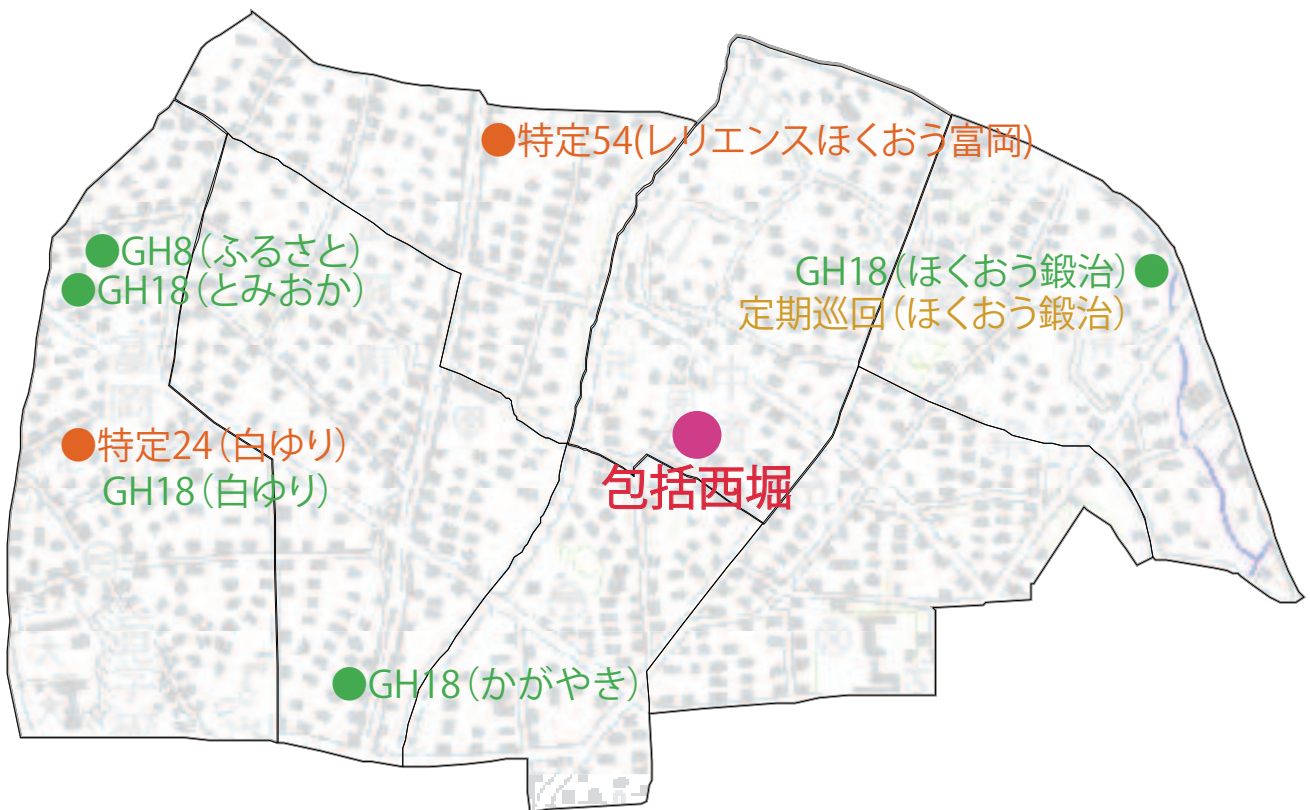 特定54(レリエンスほくおう富岡)
GH8(ふるさと)
GH18(とみおか)
GH18(ほくおう鍛治)
定期巡回(ほくおう鍛治)
特定24(白ゆり)
GH18(白ゆり)
包括西堀
GH18(かがやき)